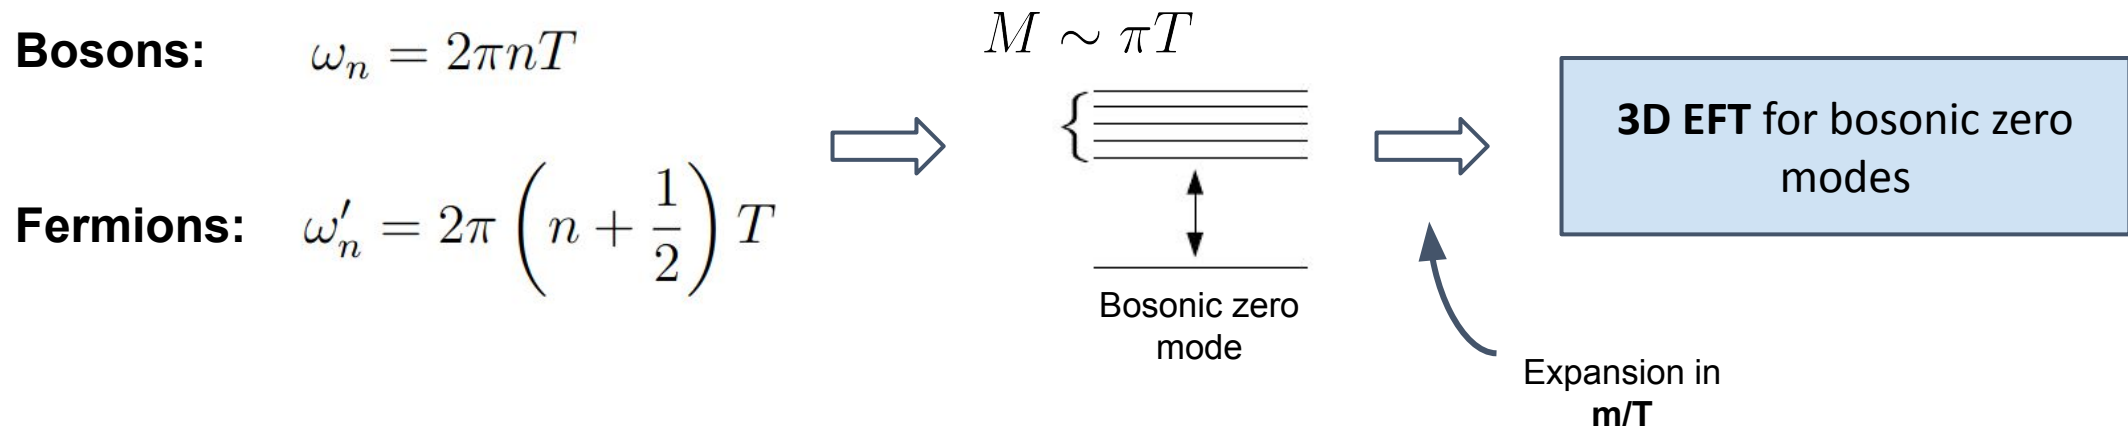 Bosons: ωₙ = 2πnT
Fermions: ω′ₙ = 2π (n + 1/2) T
M ∼ πT
Bosonic zero
mode
3D EFT for bosonic zero
modes
Expansion in
m/T